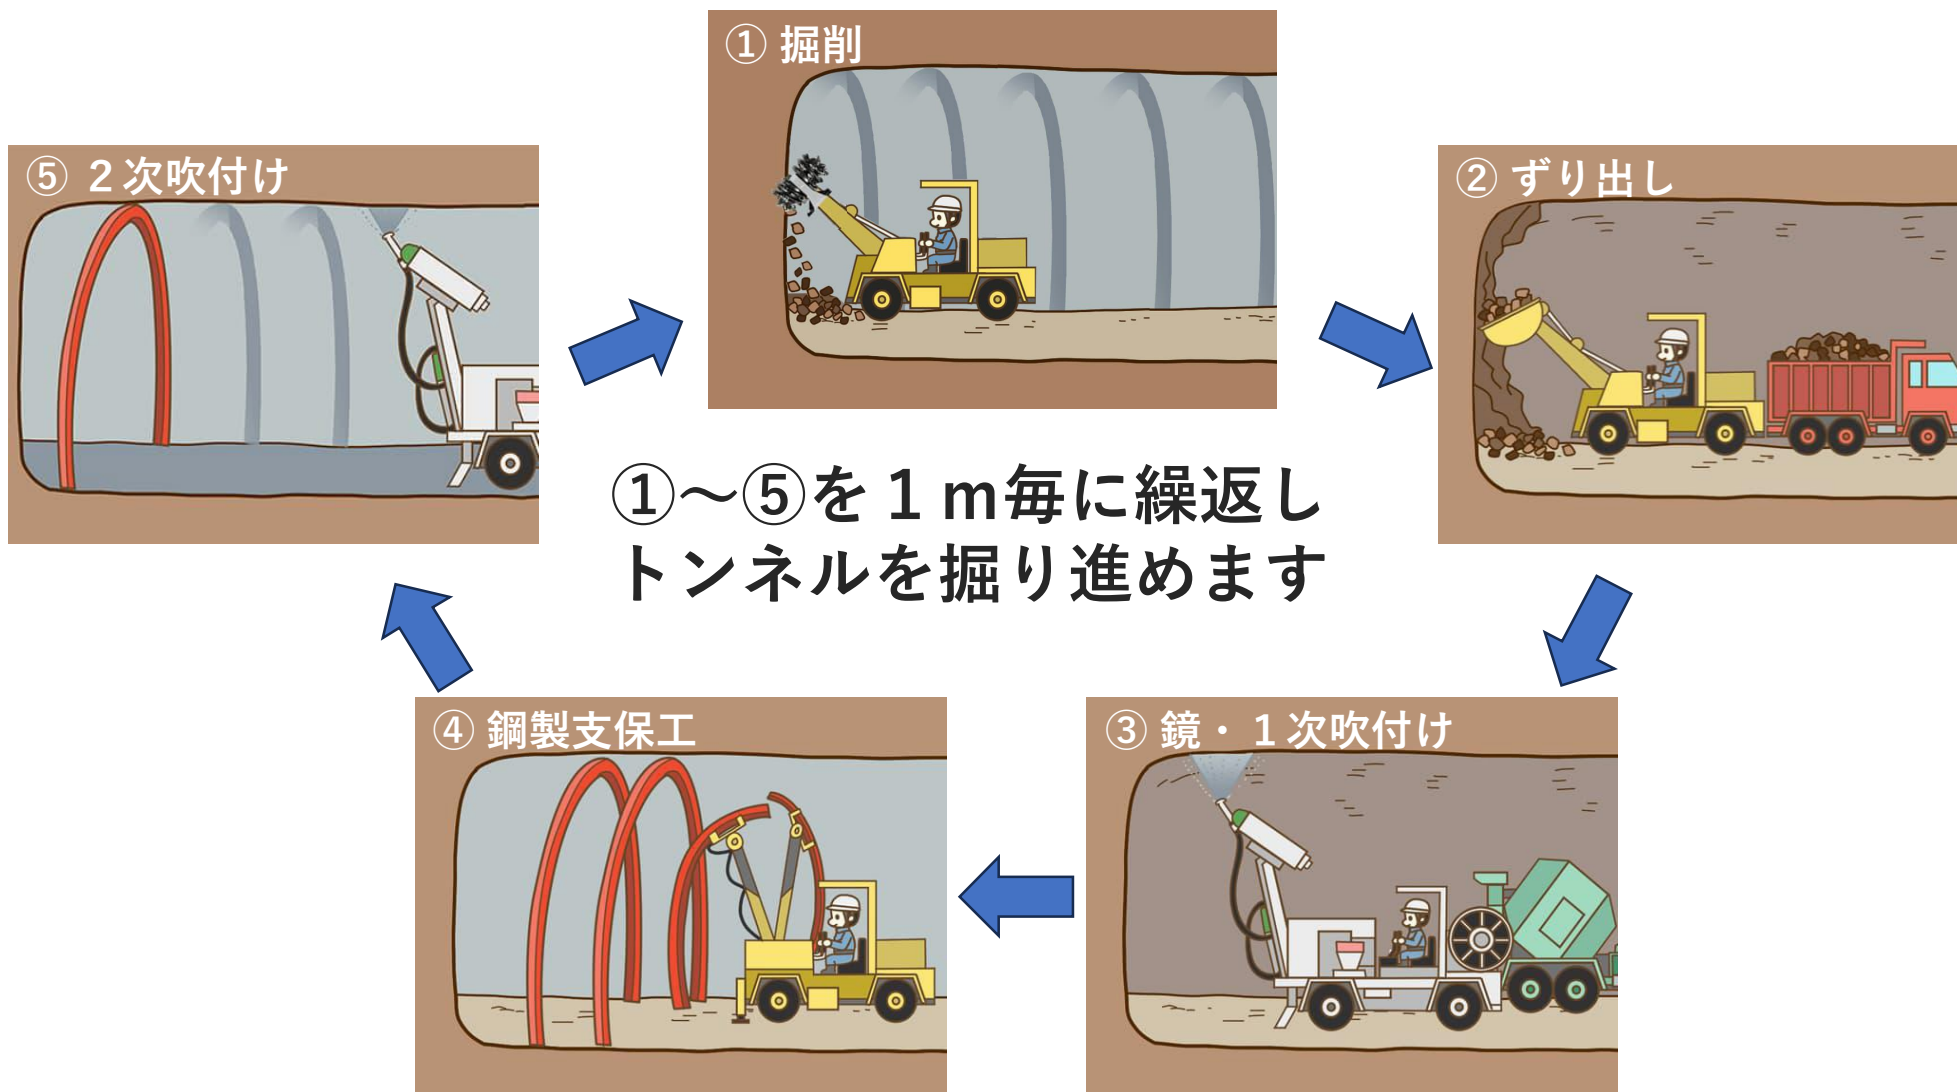 ① 掘削
② ずり出し
③ 鏡・１次吹付け
④ 鋼製支保工
⑤ ２次吹付け
①～⑤を１ｍ毎に繰返し
トンネルを掘り進めます